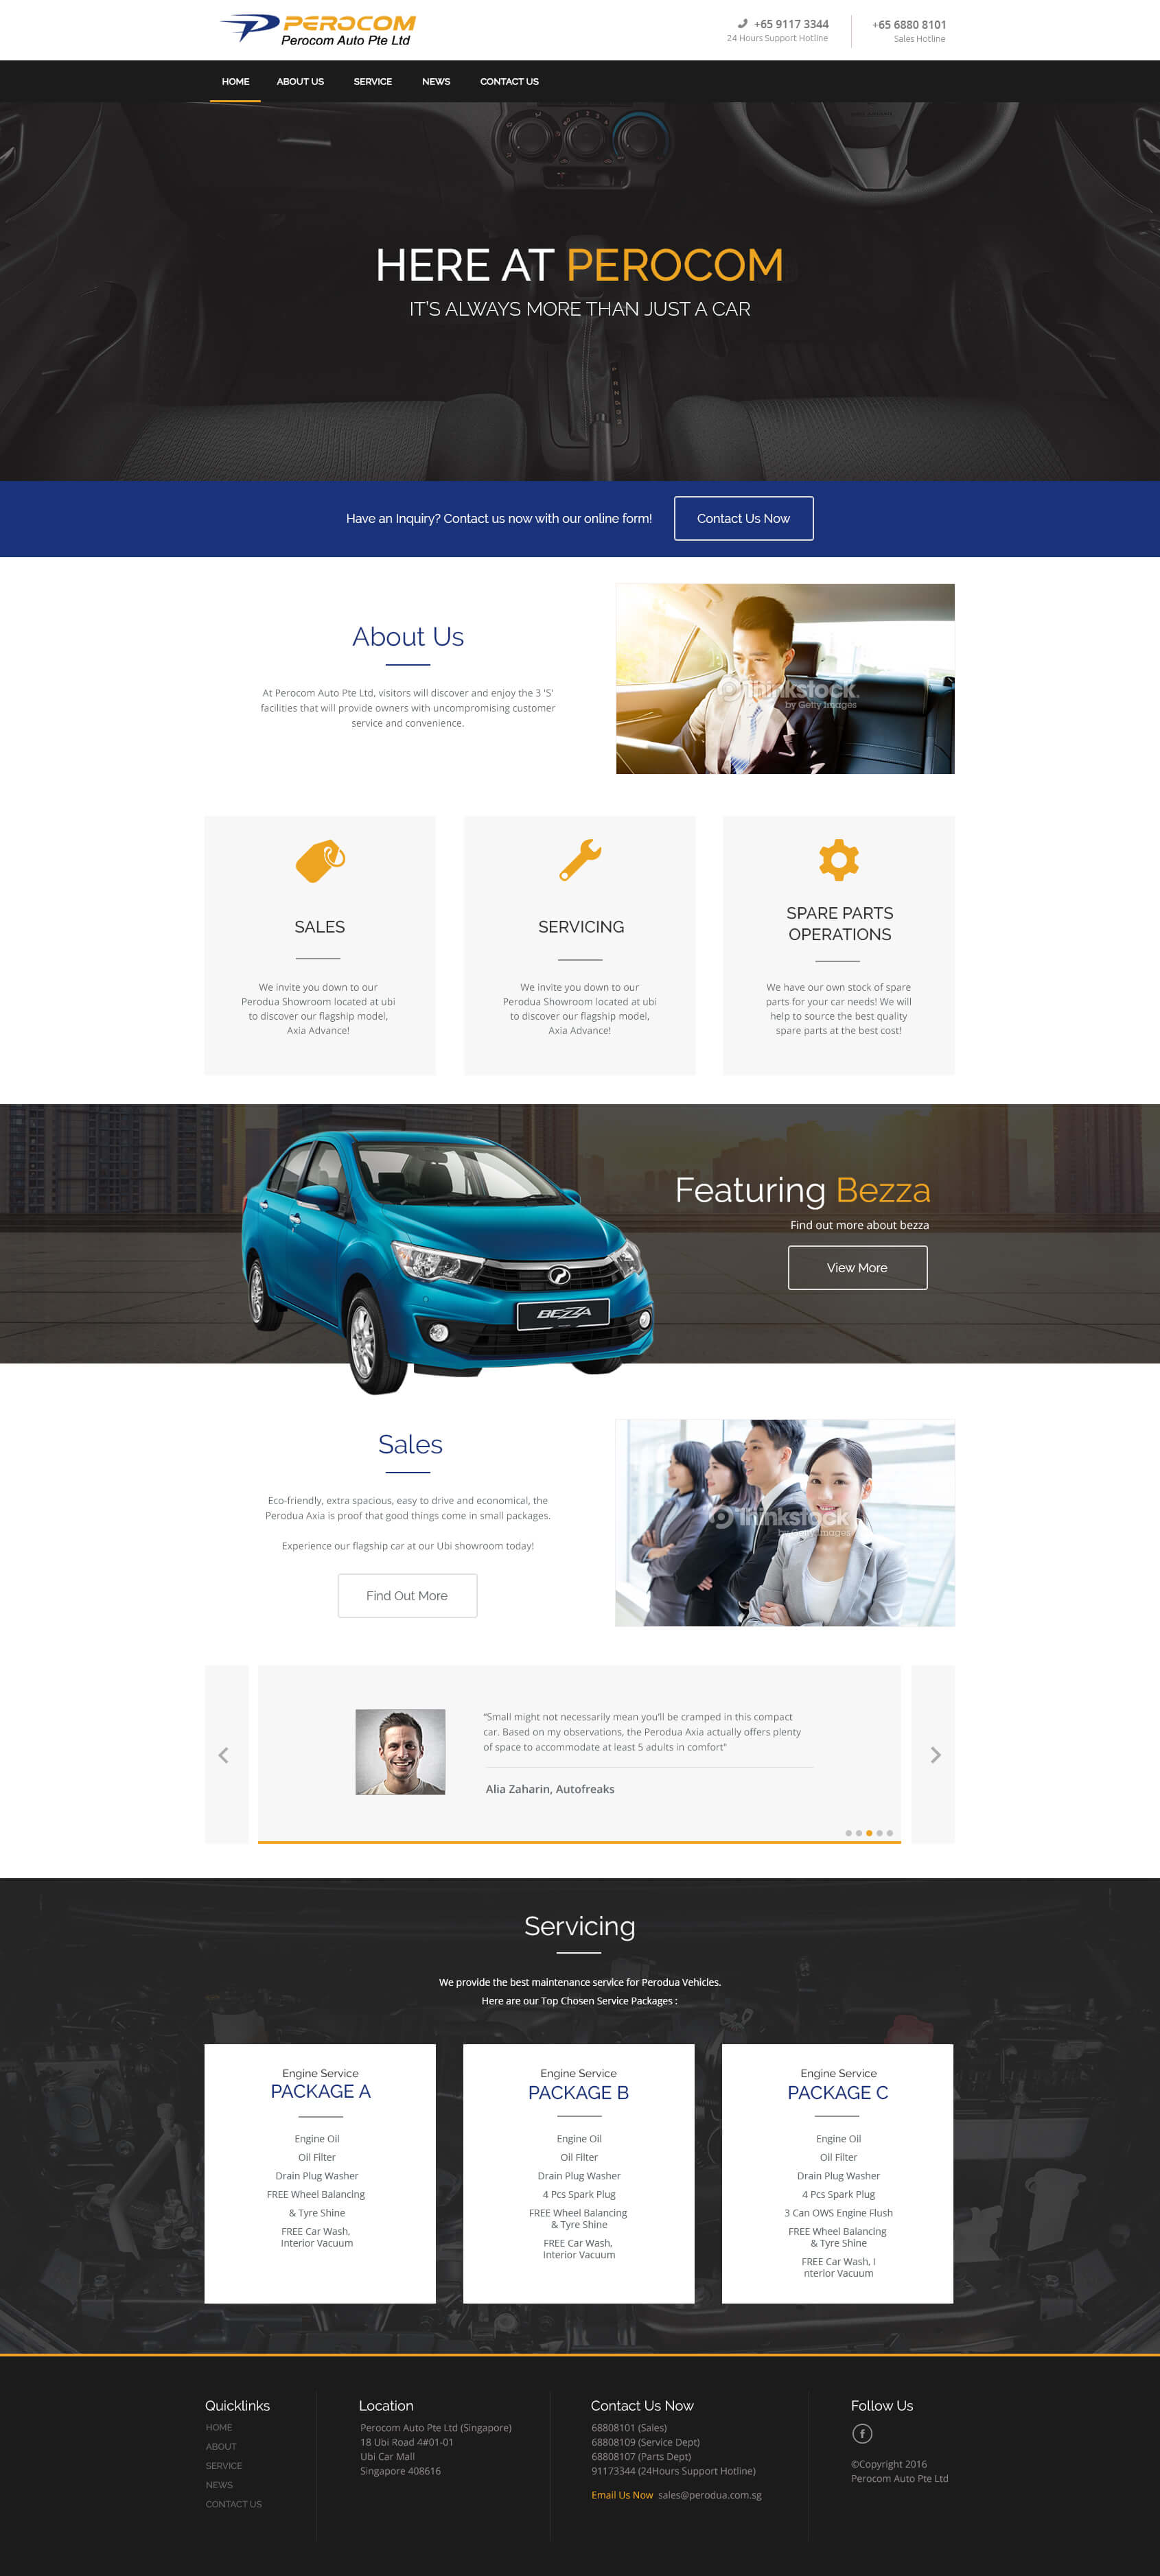 PEROCOM
Perocom Auto Pte Ltd
+65 9117 3344
24 Hours Support Hotline
+65 6880 8101
Sales Hotline
HOME
ABOUT US
SERVICE
NEWS
CONTACT US
HERE AT PEROCOM
IT'S ALWAYS MORE THAN JUST A CAR
Have an Inquiry? Contact us now with our online form!
Contact Us Now
About Us
At Perocom Auto Pte Ltd, visitors will discover and enjoy the 3 'S'
facilities that will provide owners with uncompromising customer
service and convenience.
Thinkstock
by Getty Images
SALES
We invite you down to our
Perodua Showroom located at ubi
to discover our flagship model,
Axia Advance!
SERVICING
We invite you down to our
Perodua Showroom located at ubi
to discover our flagship model,
Axia Advance!
SPARE PARTS
OPERATIONS
We have our own stock of spare
parts for your car needs! We will
help to source the best quality
spare parts at the best cost!
BEZZA
Featuring Bezza
Find out more about bezza
View More
Sales
Eco-friendly, extra spacious, easy to drive and economical, the
Perodua Axia is proof that good things come in small packages.
Experience our flagship car at our Ubi showroom today!
Find Out More
Thinkstock
by Getty Images
“Small might not necessarily mean you'll be cramped in this compact
car. Based on my observations, the Perodua Axia actually offers plenty
of space to accommodate at least 5 adults in comfort"
Alia Zaharin, Autofreaks
Servicing
We provide the best maintenance service for Perodua Vehicles.
Here are our Top Chosen Service Packages :
Engine Service
PACKAGE A
Engine Oil
Oil Filter
Drain Plug Washer
FREE Wheel Balancing
& Tyre Shine
FREE Car Wash,
Interior Vacuum
Engine Service
PACKAGE B
Engine Oil
Oil Filter
Drain Plug Washer
4 Pcs Spark Plug
FREE Wheel Balancing
& Tyre Shine
FREE Car Wash,
Interior Vacuum
Engine Service
PACKAGE C
Engine Oil
Oil Filter
Drain Plug Washer
4 Pcs Spark Plug
3 Can OWS Engine Flush
FREE Wheel Balancing
& Tyre Shine
FREE Car Wash, I
nterior Vacuum
Quicklinks
HOME
ABOUT
SERVICE
NEWS
CONTACT US
Location
Perocom Auto Pte Ltd (Singapore)
18 Ubi Road 4#01-01
Ubi Car Mall
Singapore 408616
Contact Us Now
68808101 (Sales)
68808109 (Service Dept)
68808107 (Parts Dept)
91173344 (24Hours Support Hotline)
Email Us Now sales@perodua.com.sg
Follow Us
f
©Copyright 2016
Perocom Auto Pte Ltd